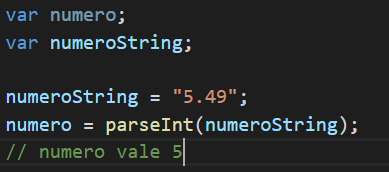 var numero;
var numeroString;
numeroString = "5.49";
numero = parseInt(numeroString);
// numero vale 5